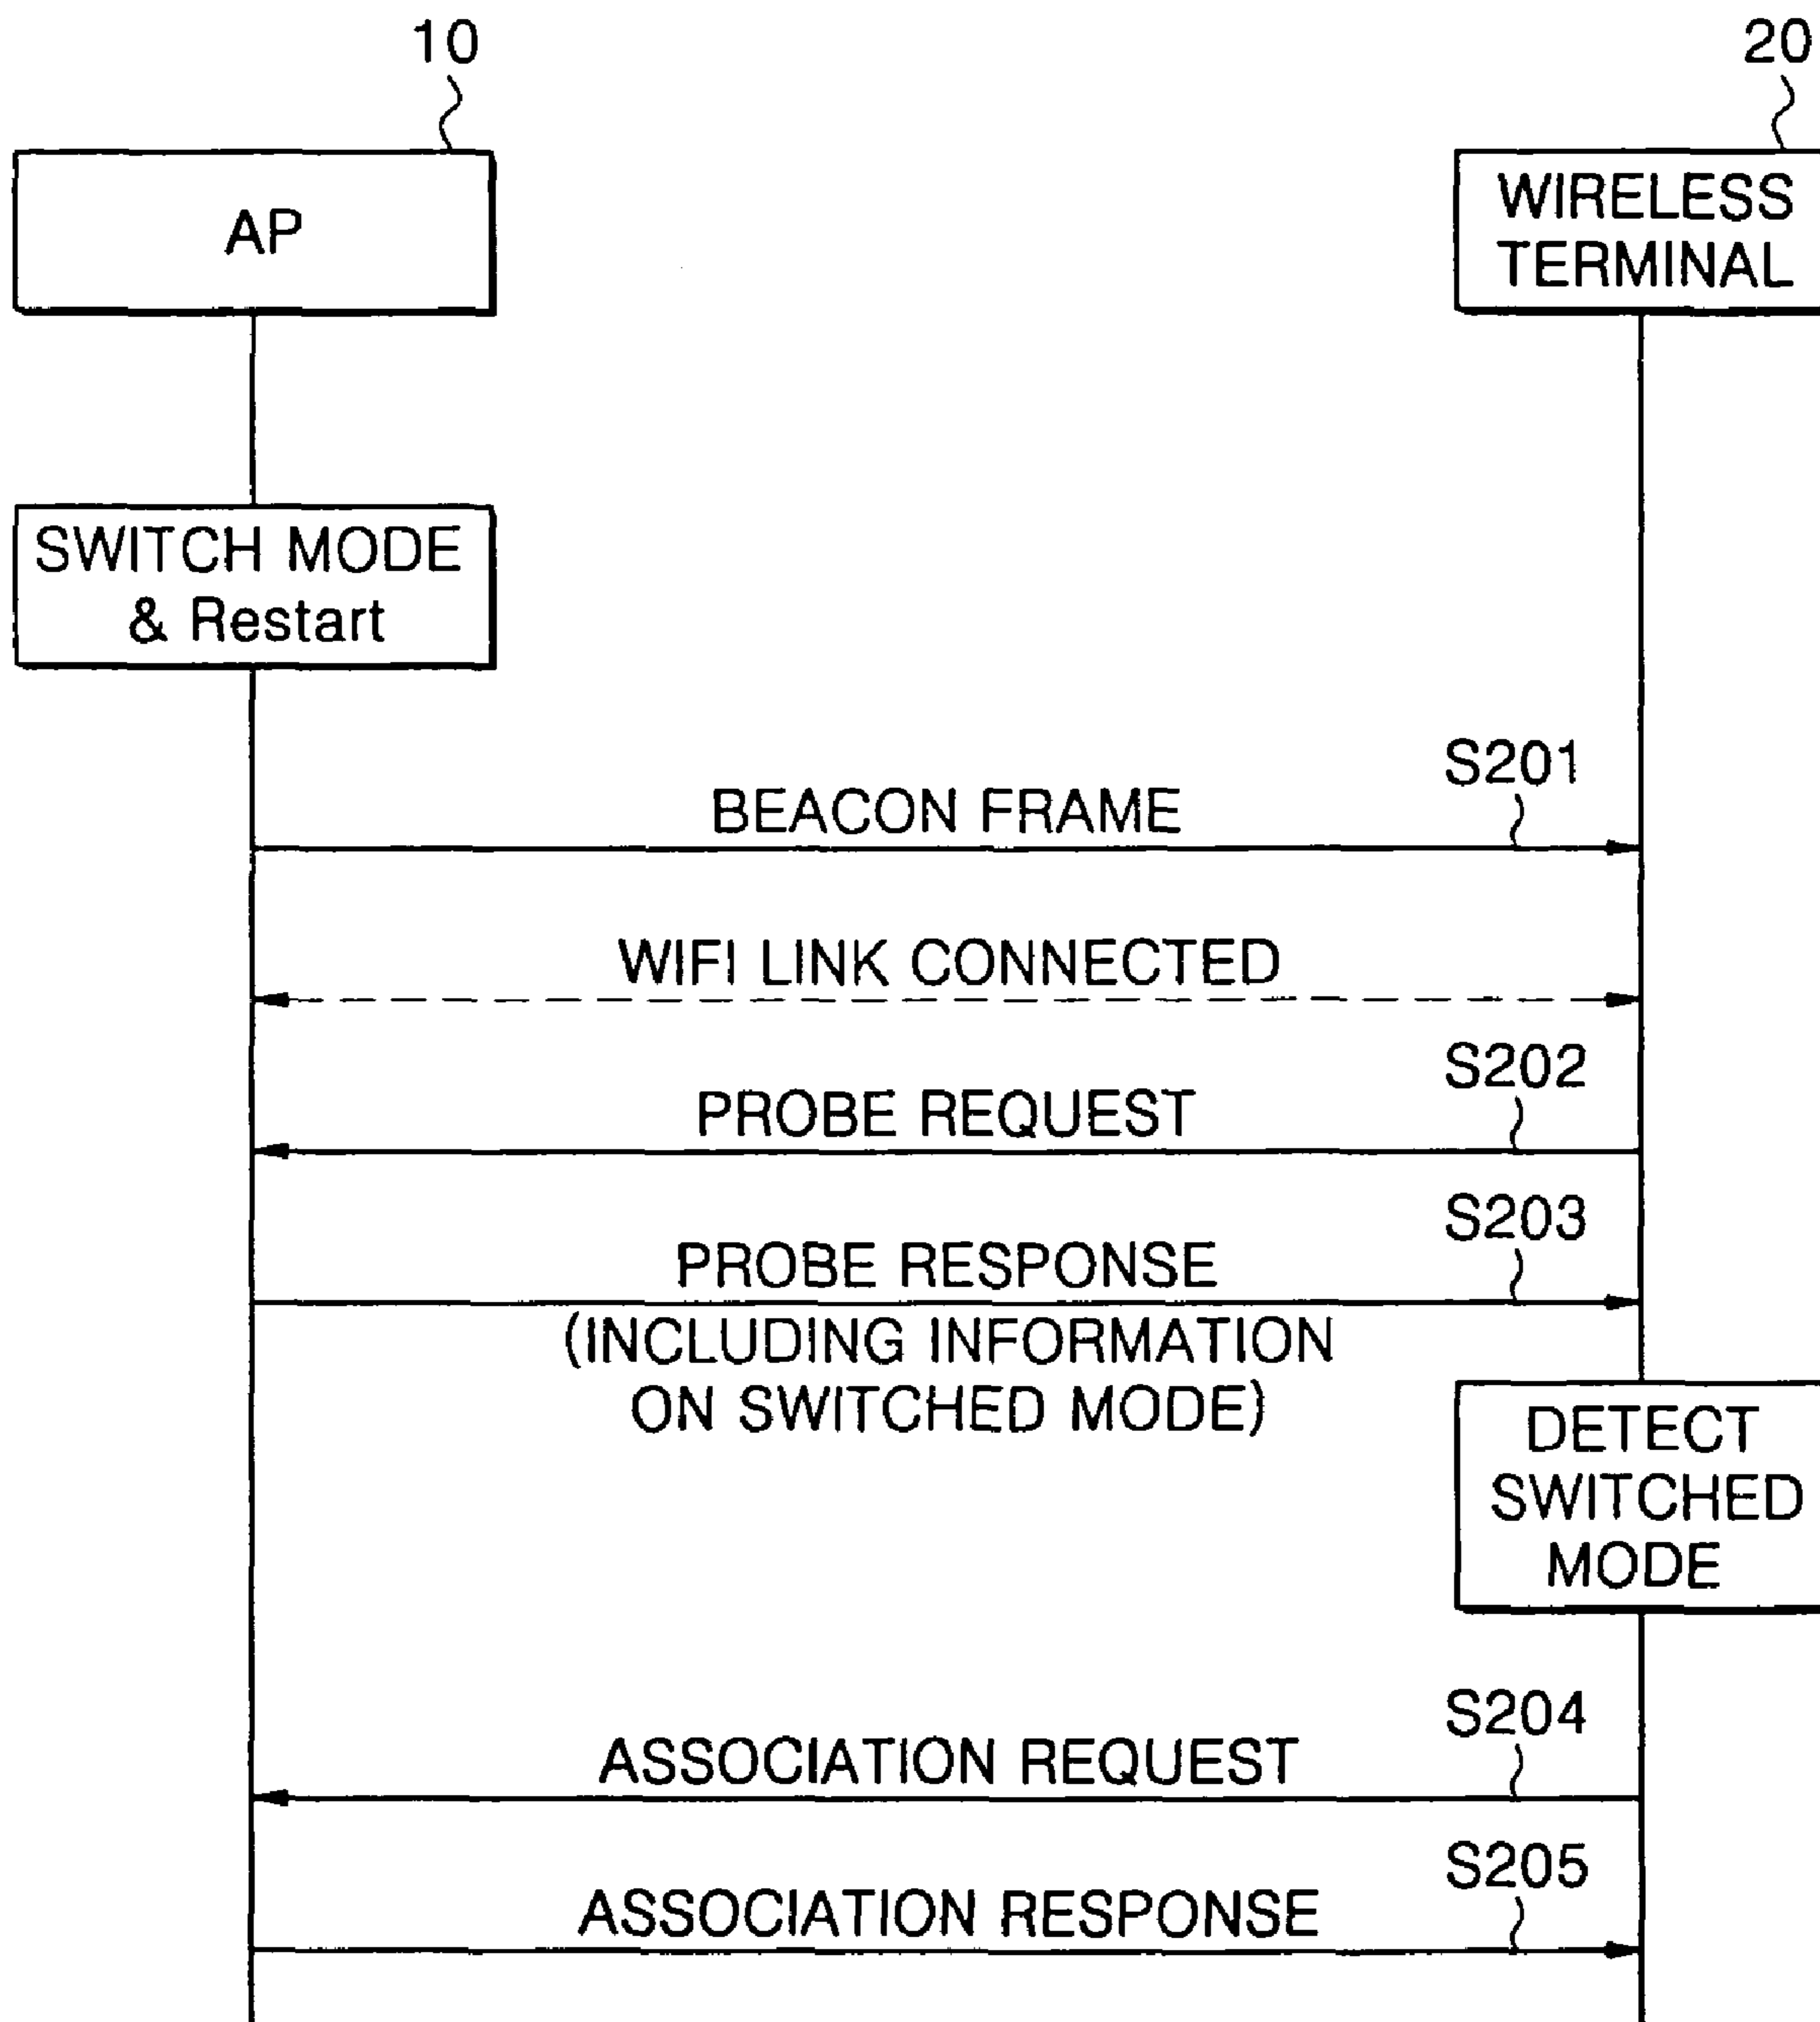 10
20
AP
WIRELESS
TERMINAL
SWITCH MODE
& Restart
S201
BEACON FRAME
WIFI LINK CONNECTED
S202
PROBE REQUEST
S203
PROBE RESPONSE
(INCLUDING INFORMATION
ON SWITCHED MODE)
DETECT
SWITCHED
MODE
S204
ASSOCIATION REQUEST
S205
ASSOCIATION RESPONSE